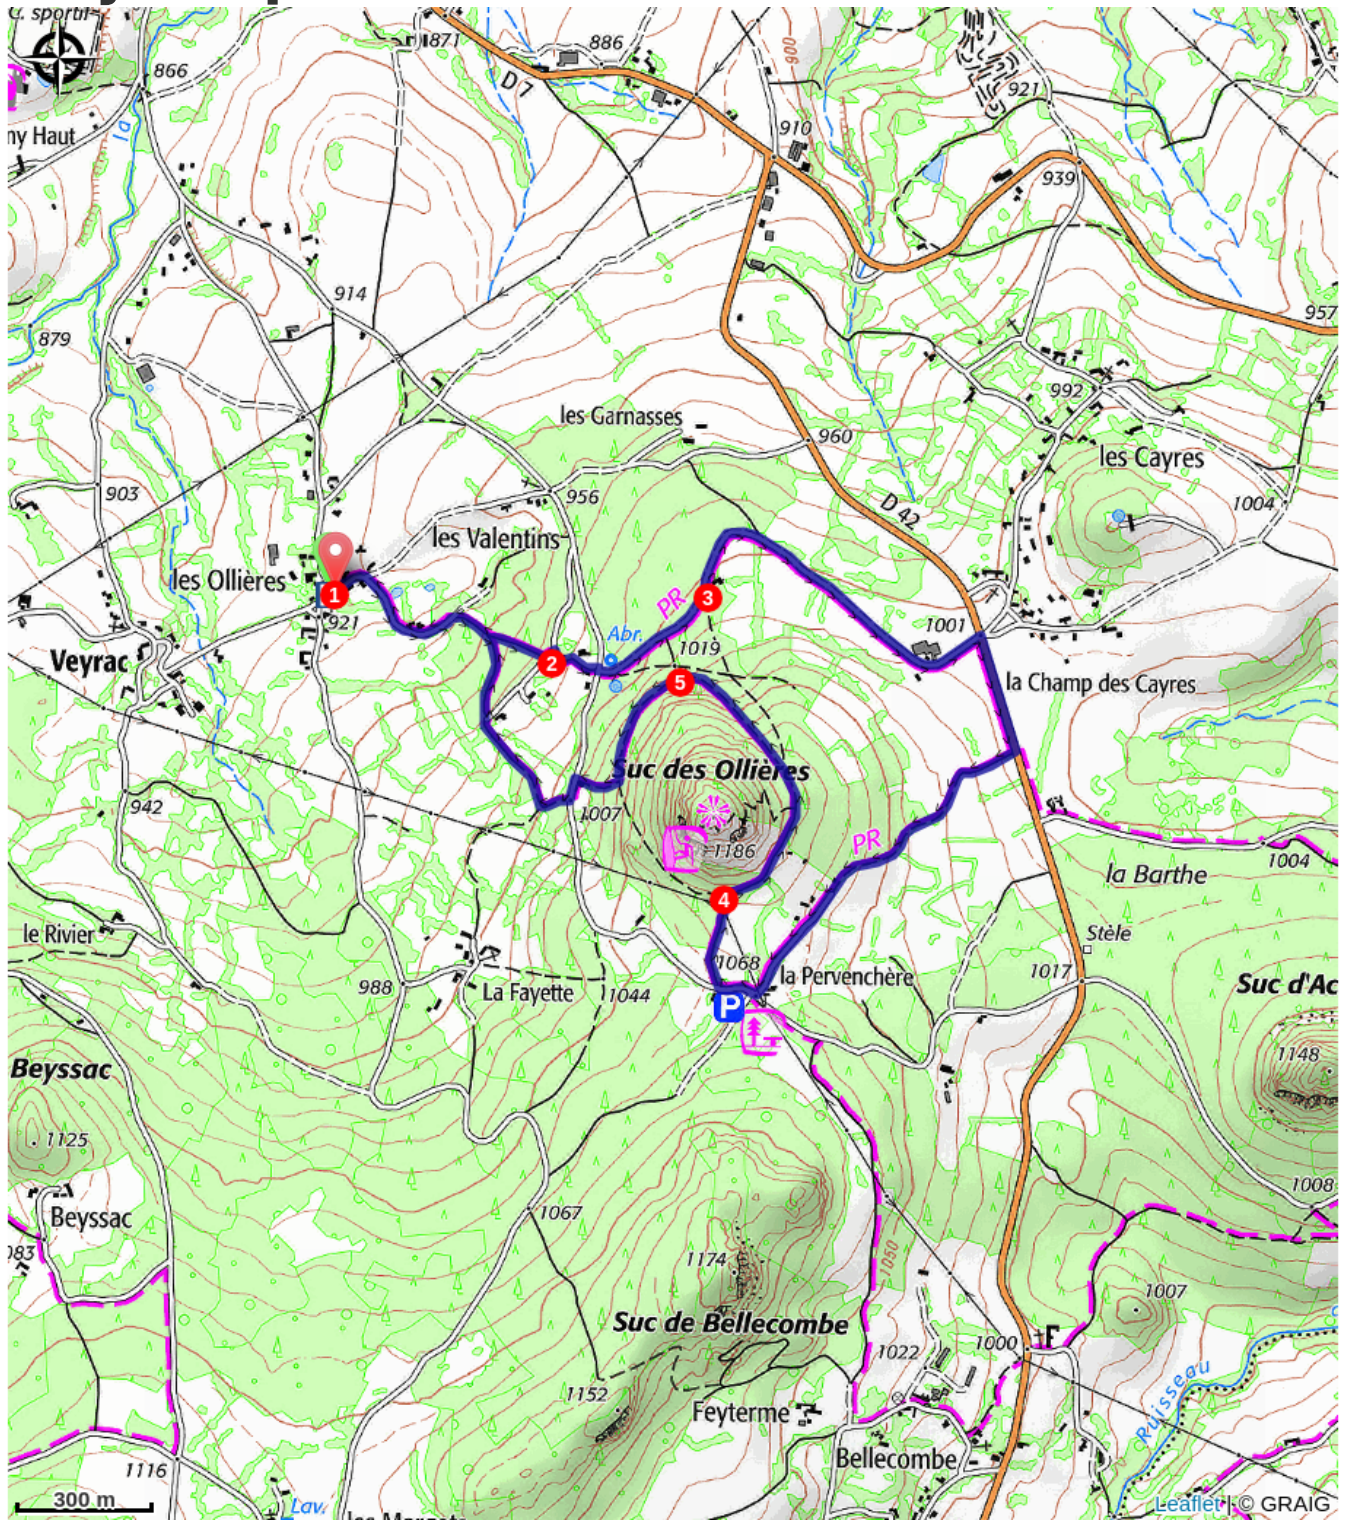 C. sportif
871
886
866
D 7
900
921
la
ny Haut
910
939
914
957
879
992
les Garnasses
960
les Cayres
903
956
1004
D 42
les Valentins
les Ollières
1
3
PR
921
Abr.
1001
Veyrac
2
1019
5
la Champ des Cayres
Suc des Ollières
942
1007
PR
1186
1004
la Barthe
4
le Rivier
Stèle
1068
la Pervenchère
1017
988
La Fayette
1044
Suc d'Ac
P
1148
Beyssac
1125
1008
Beyssac
1067
083
1174
1050
1007
Suc de Bellecombe
1000
F
1022
1152
Ruisseau
Feyterme
Bellecombe
1116
300 m
Lav.
Leaflet | © GRAIG